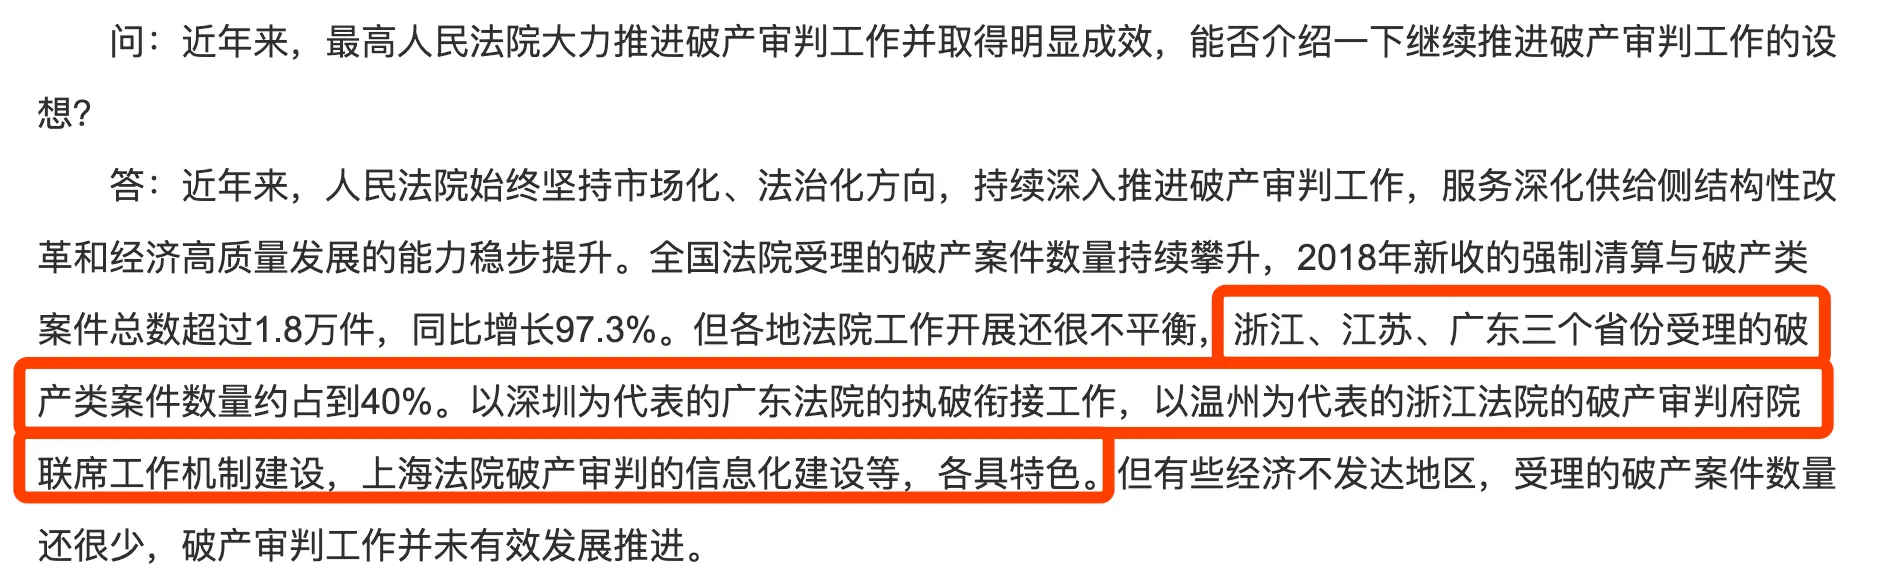 问：近年来，最高人民法院大力推进破产审判工作并取得明显成效，能否介绍一下继续推进破产审判工作的设
想？
答：近年来，人民法院始终坚持市场化、法治化方向，持续深入推进破产审判工作，服务深化供给侧结构性改
革和经济高质量发展的能力稳步提升。全国法院受理的破产案件数量持续攀升，2018年新收的强制清算与破产类
案件总数超过1.8万件，同比增长97.3%。但各地法院工作开展还很不平衡，浙江、江苏、广东三个省份受理的破
产类案件数量约占到40%。以深圳为代表的广东法院的执破衔接工作，以温州为代表的浙江法院的破产审判府院
联席工作机制建设，上海法院破产审判的信息化建设等，各具特色。但有些经济不发达地区，受理的破产案件数量
还很少，破产审判工作并未有效发展推进。